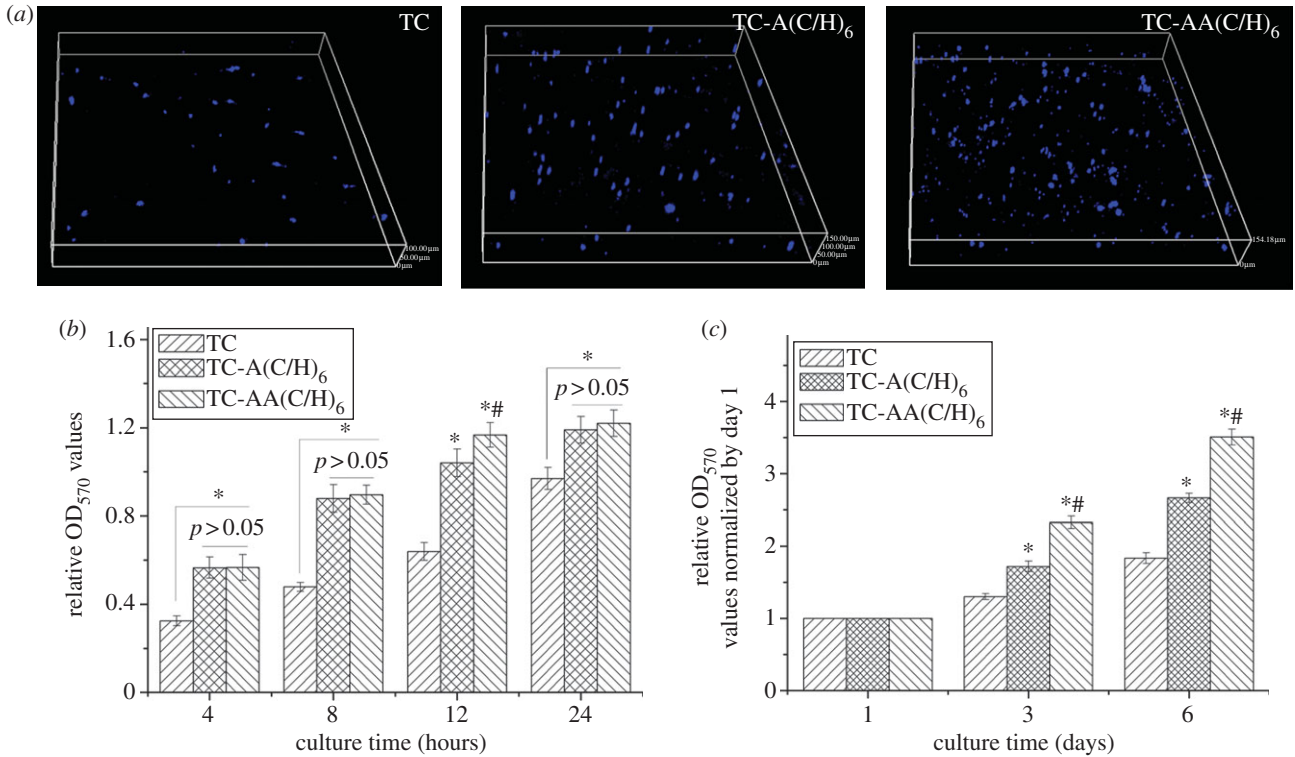 (a)
TC
100.00µm
50.00µm
0µm
TC-A(C/H)6
150.00µm
100.00µm
50.00µm
0µm
TC-AA(C/H)6
154.18µm
0µm
(b)
relative OD570 values
1.6
1.2
0.8
0.4
0
TC
TC-A(C/H)6
TC-AA(C/H)6
*
p > 0.05
*
p > 0.05
*
*#
*
p > 0.05
4 8 12 24
culture time (hours)
(c)
relative OD570
values normalized by day 1
4
3
2
1
0
TC
TC-A(C/H)6
TC-AA(C/H)6
*
*#
*
*#
1 3 6
culture time (days)